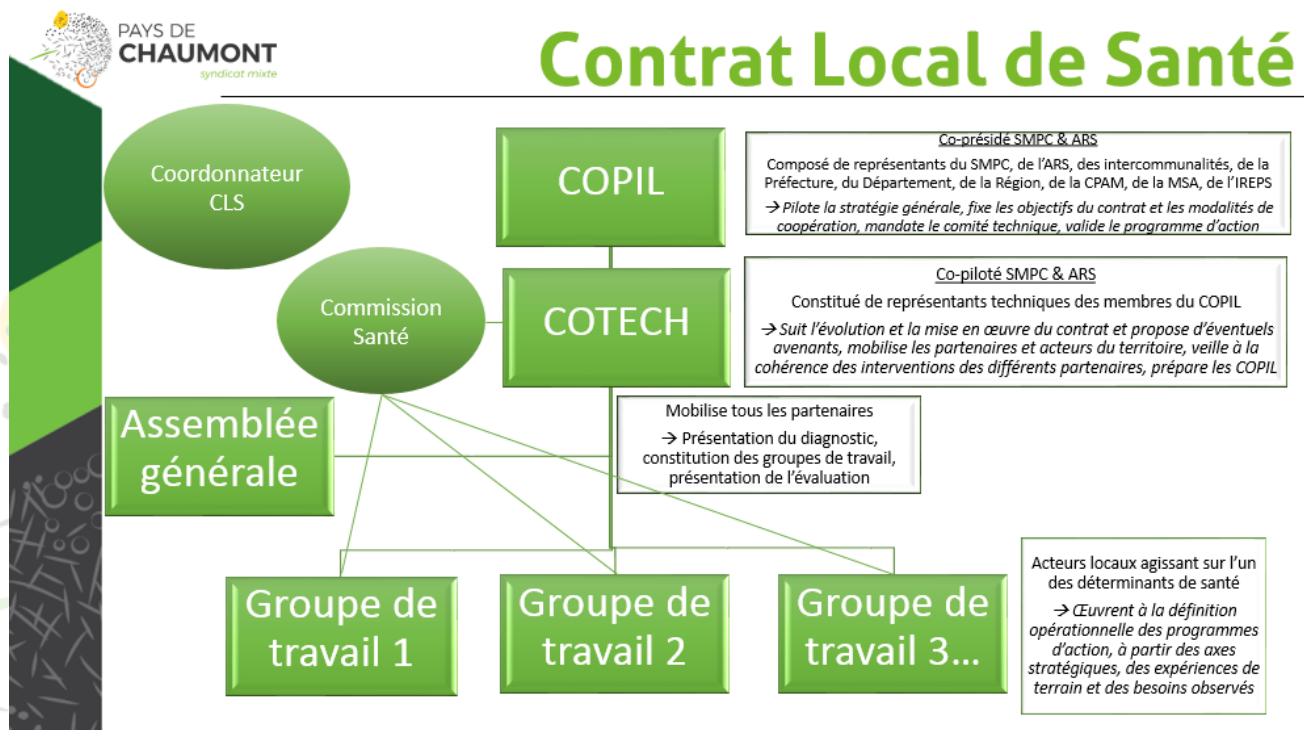 PAYS DE
CHAUMONT
syndicat mixte
Contrat Local de Santé
Coordonnateur
CLS
COPIL
Co-présidé SMPC & ARS
Composé de représentants du SMPC, de l'ARS, des intercommunalités, de la
Préfecture, du Département, de la Région, de la CPAM, de la MSA, de l'IREPS
→ Pilote la stratégie générale, fixe les objectifs du contrat et les modalités de
coopération, mandate le comité technique, valide le programme d'action
Commission
Santé
COTECH
Co-piloté SMPC & ARS
Constitué de représentants techniques des membres du COPIL
→ Suit l'évolution et la mise en œuvre du contrat et propose d'éventuels
avenants, mobilise les partenaires et acteurs du territoire, veille à la
cohérence des interventions des différents partenaires, prépare les COPIL
Assemblée
générale
Mobilise tous les partenaires
→ Présentation du diagnostic,
constitution des groupes de travail,
présentation de l'évaluation
Groupe de
travail 1
Groupe de
travail 2
Groupe de
travail 3...
Acteurs locaux agissant sur l'un
des déterminants de santé
→ Œuvrent à la définition
opérationnelle des programmes
d'action, à partir des axes
stratégiques, des expériences de
terrain et des besoins observés